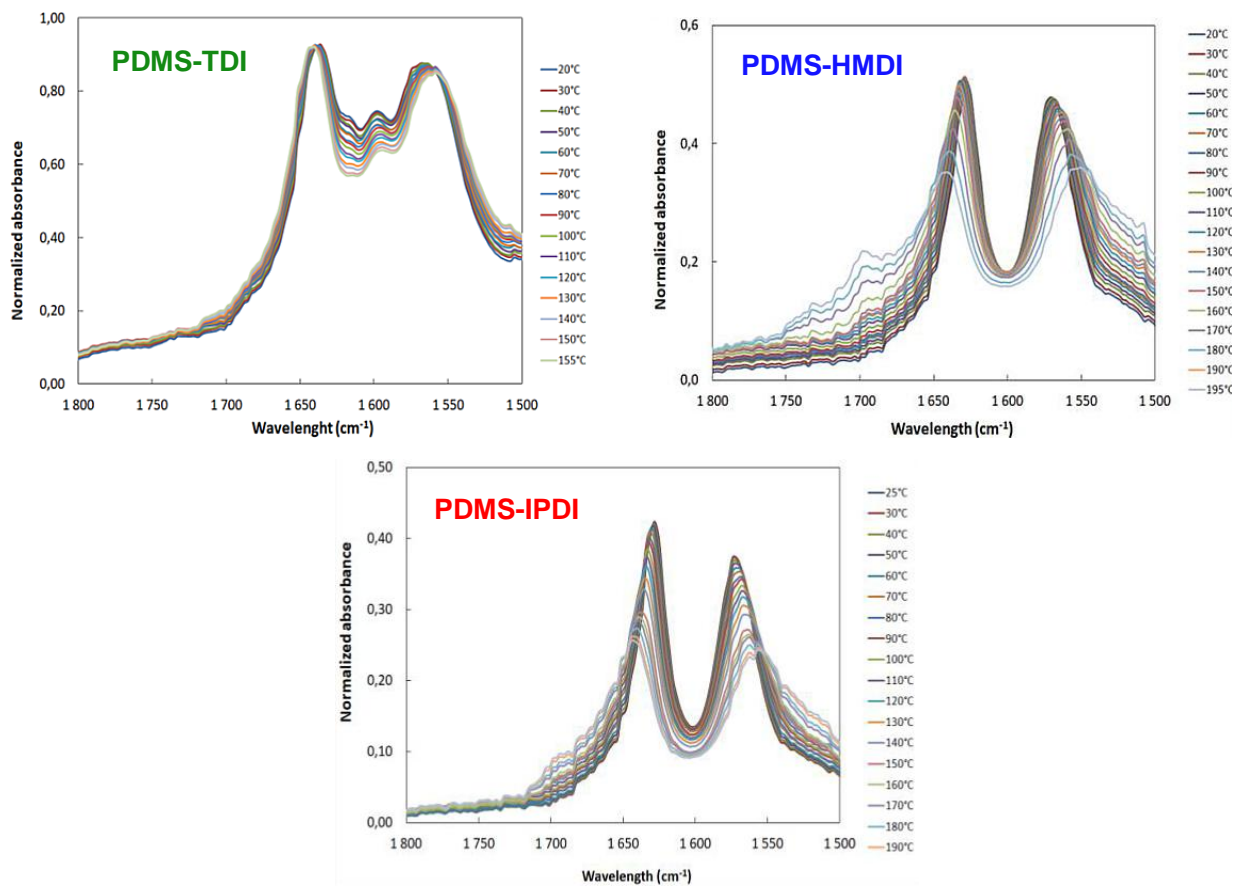 PDMS-TDI
Normalized absorbance
1,00
0,80
0,60
0,40
0,20
0,00
1 800
1 750
1 700
1 650
1 600
1 550
1 500
Wavelenght (cm⁻¹)
20°C
30°C
40°C
50°C
60°C
70°C
80°C
90°C
100°C
110°C
120°C
130°C
140°C
150°C
155°C
PDMS-HMDI
Normalized absorbance
0,6
0,4
0,2
0,0
1 800
1 750
1 700
1 650
1 600
1 550
1 500
Wavelength (cm⁻¹)
20°C
30°C
40°C
50°C
60°C
70°C
80°C
90°C
100°C
110°C
120°C
130°C
140°C
150°C
160°C
170°C
180°C
190°C
195°C
PDMS-IPDI
Normalized absorbance
0,50
0,40
0,30
0,20
0,10
0,00
1 800
1 750
1 700
1 650
1 600
1 550
1 500
Wavelength (cm⁻¹)
25°C
30°C
40°C
50°C
60°C
70°C
80°C
90°C
100°C
110°C
120°C
130°C
140°C
150°C
160°C
170°C
180°C
190°C